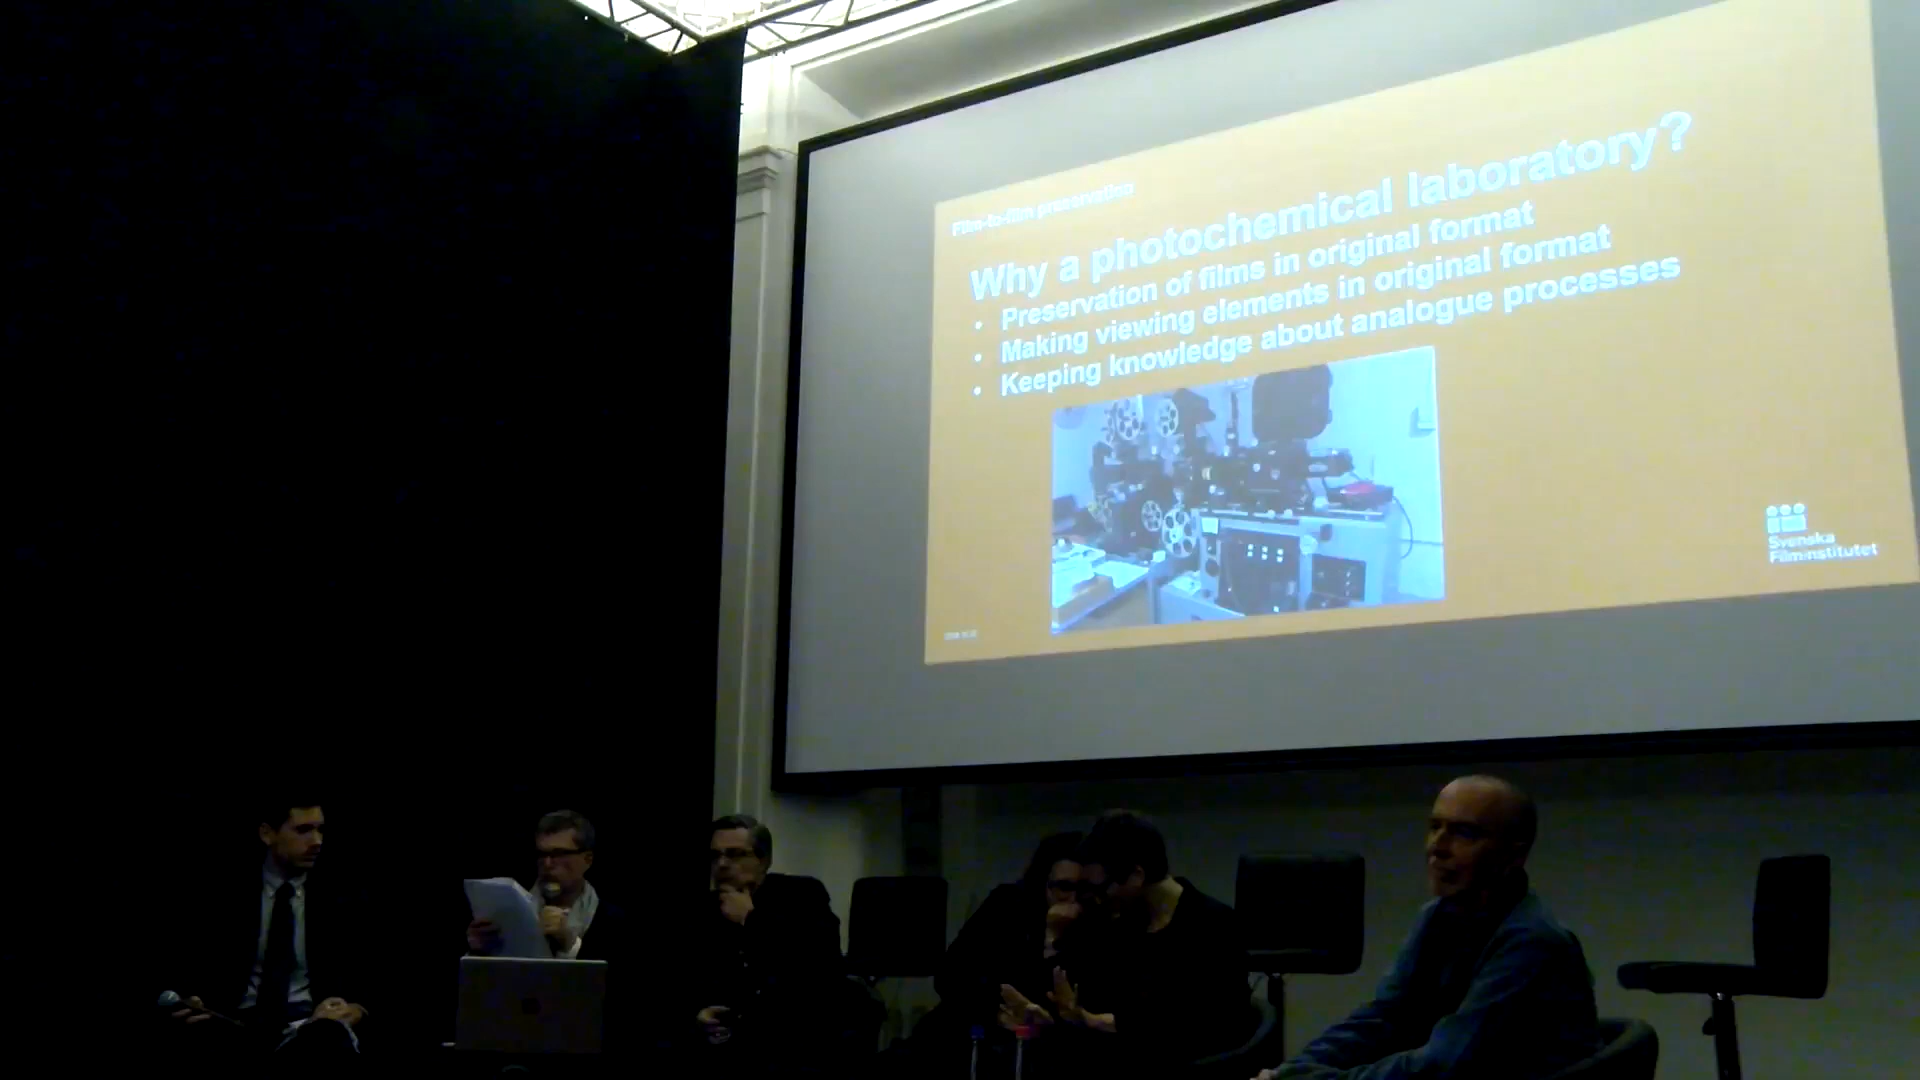 Film-to-film preservation
Why a photochemical laboratory?
• Preservation of films in original format
• Making viewing elements in original format
• Keeping knowledge about analogue processes
Svenska
Filminstitutet